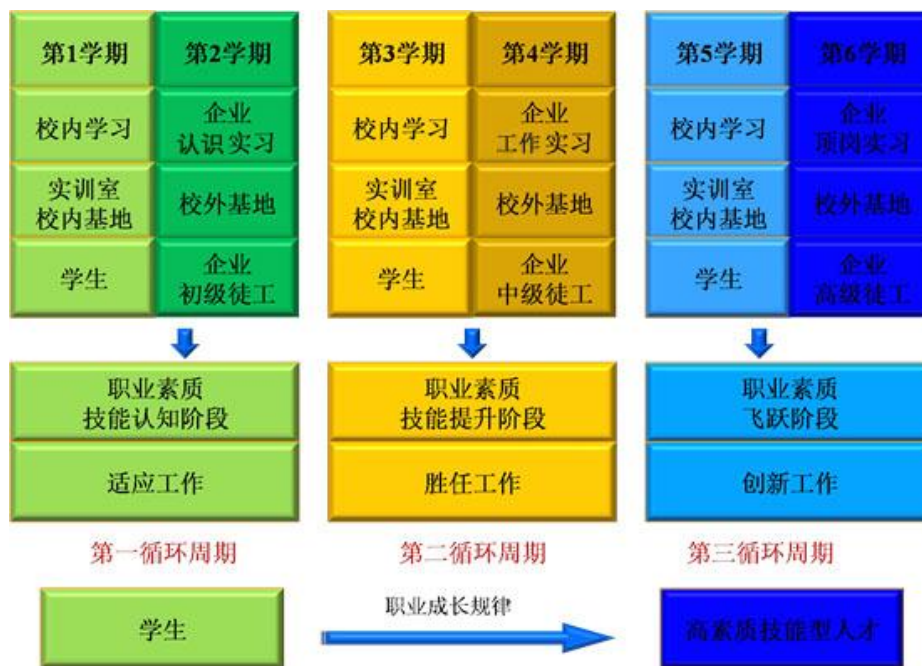 第1学期 第2学期 第3学期 第4学期 第5学期 第6学期
校内学习
企业
认识实习
校内学习
企业
工作实习
校内学习
企业
顶岗实习
实训室
校内基地
校外基地
实训室
校内基地
校外基地
实训室
校内基地
校外基地
学生
企业
初级徒工
学生
企业
中级徒工
学生
企业
高级徒工
职业素质
技能认知阶段
职业素质
技能提升阶段
职业素质
飞跃阶段
适应工作
胜任工作
创新工作
第一循环周期
第二循环周期
第三循环周期
学生
职业成长规律
高素质技能型人才